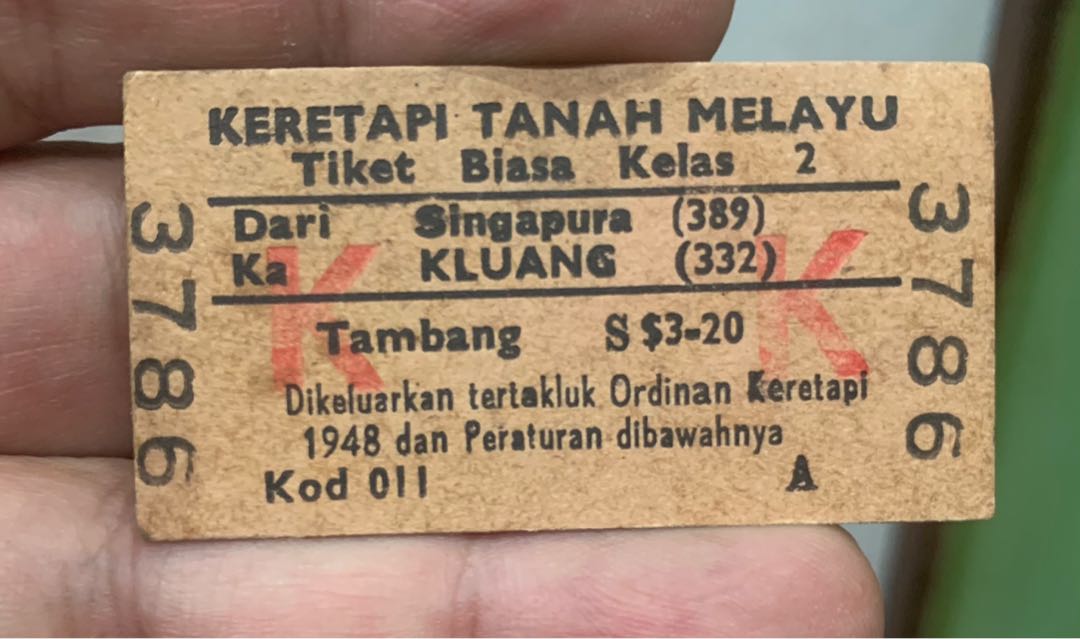 KERETAPI TANAH MELAYU
Tiket Biasa Kelas 2
Dari Singapura (389)
Ka KLUANG (332)
K K
Tambang S $3-20
Dikeluarkan tertakluk Ordinan Keretapi
1948 dan Peraturan dibawahnya
Kod 011 A
3786
3786